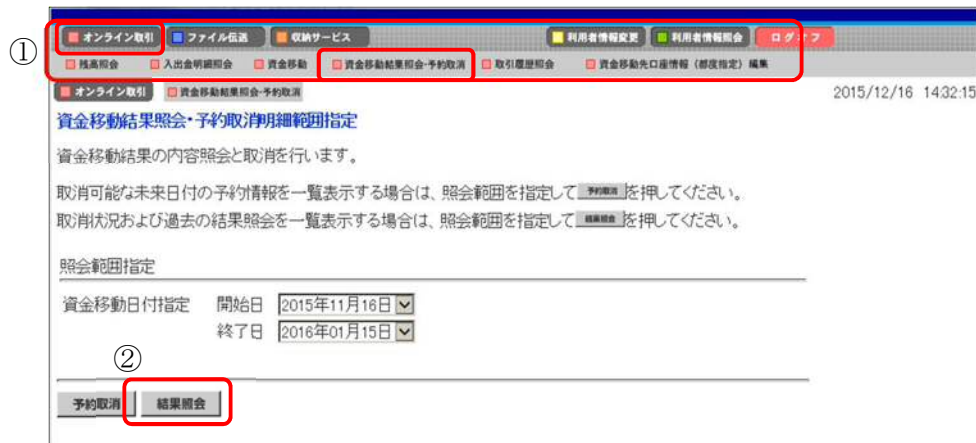 ①
オンライン取引 ファイル伝送 収納サービス 利用者情報変更 利用者情報照会 ログオフ
残高照会 入出金明細照会 資金移動 資金移動結果照会・予約取消 取引履歴照会 資金移動先口座情報（都度指定）編集
オンライン取引 資金移動結果照会・予約取消 2015/12/16 14:32:15
資金移動結果照会・予約取消明細範囲指定
資金移動結果の内容照会と取消を行います。
取消可能な未来日付の予約情報を一覧表示する場合は、照会範囲を指定して 予約取消 を押してください。
取消状況および過去の結果照会を一覧表示する場合は、照会範囲を指定して 結果照会 を押してください。
照会範囲指定
資金移動日付指定 開始日 2015年11月16日
終了日 2016年01月15日
②
予約取消 結果照会